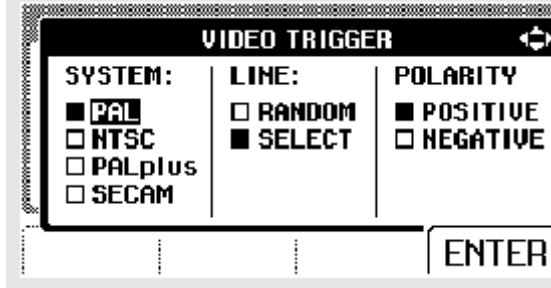 VIDEO TRIGGER
SYSTEM:
PAL
NTSC
PALplus
SECAM
LINE:
RANDOM
SELECT
POLARITY
POSITIVE
NEGATIVE
ENTER